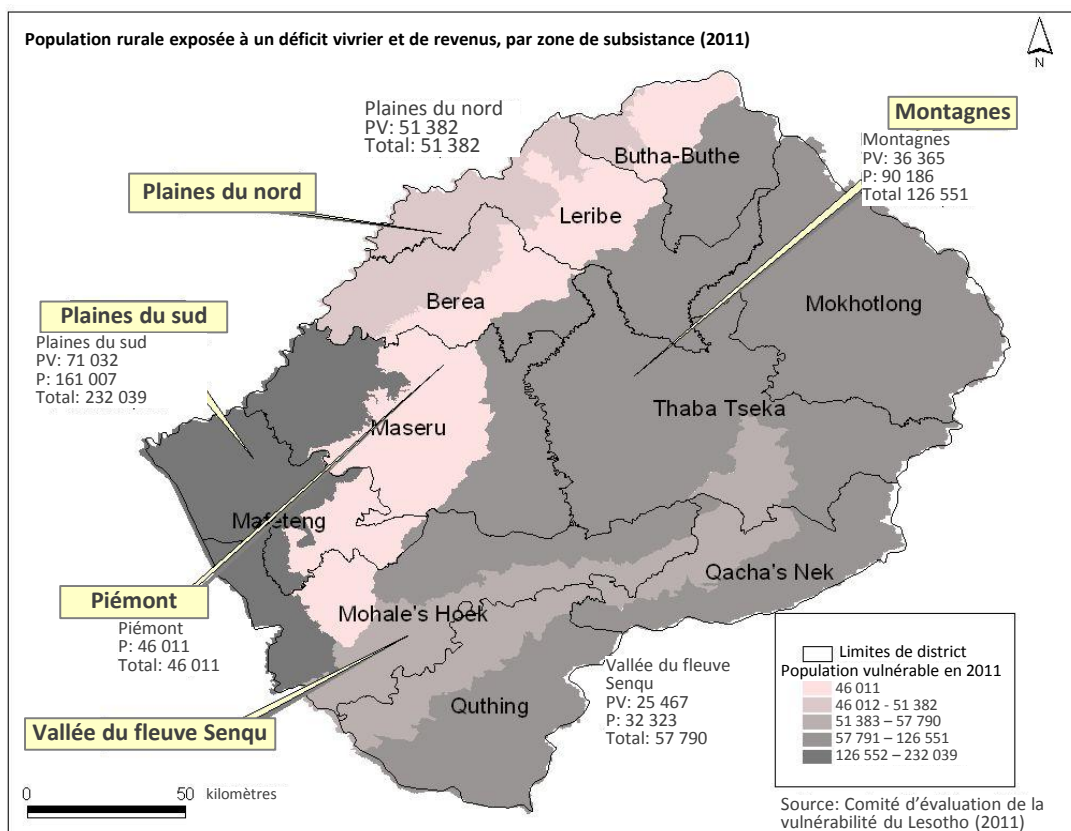 Population rurale exposée à un déficit vivrier et de revenus, par zone de subsistance (2011)
N
Plaines du nord
PV: 51 382
Total: 51 382
Montagnes
Montagnes
PV: 36 365
P: 90 186
Total 126 551
Butha-Buthe
Plaines du nord
Leribe
Mokhotlong
Berea
Plaines du sud
Plaines du sud
PV: 71 032
P: 161 007
Total: 232 039
Thaba Tseka
Maseru
Mafeteng
Qacha's Nek
Piémont
Piémont
P: 46 011
Total: 46 011
Mohale's Hoek
Vallée du fleuve
Senqu
PV: 25 467
P: 32 323
Total: 57 790
Quthing
Vallée du fleuve Senqu
Limites de district
Population vulnérable en 2011
46 011
46 012 - 51 382
51 383 – 57 790
57 791 – 126 551
126 552 – 232 039
0 50 kilomètres
Source: Comité d'évaluation de la
vulnérabilité du Lesotho (2011)